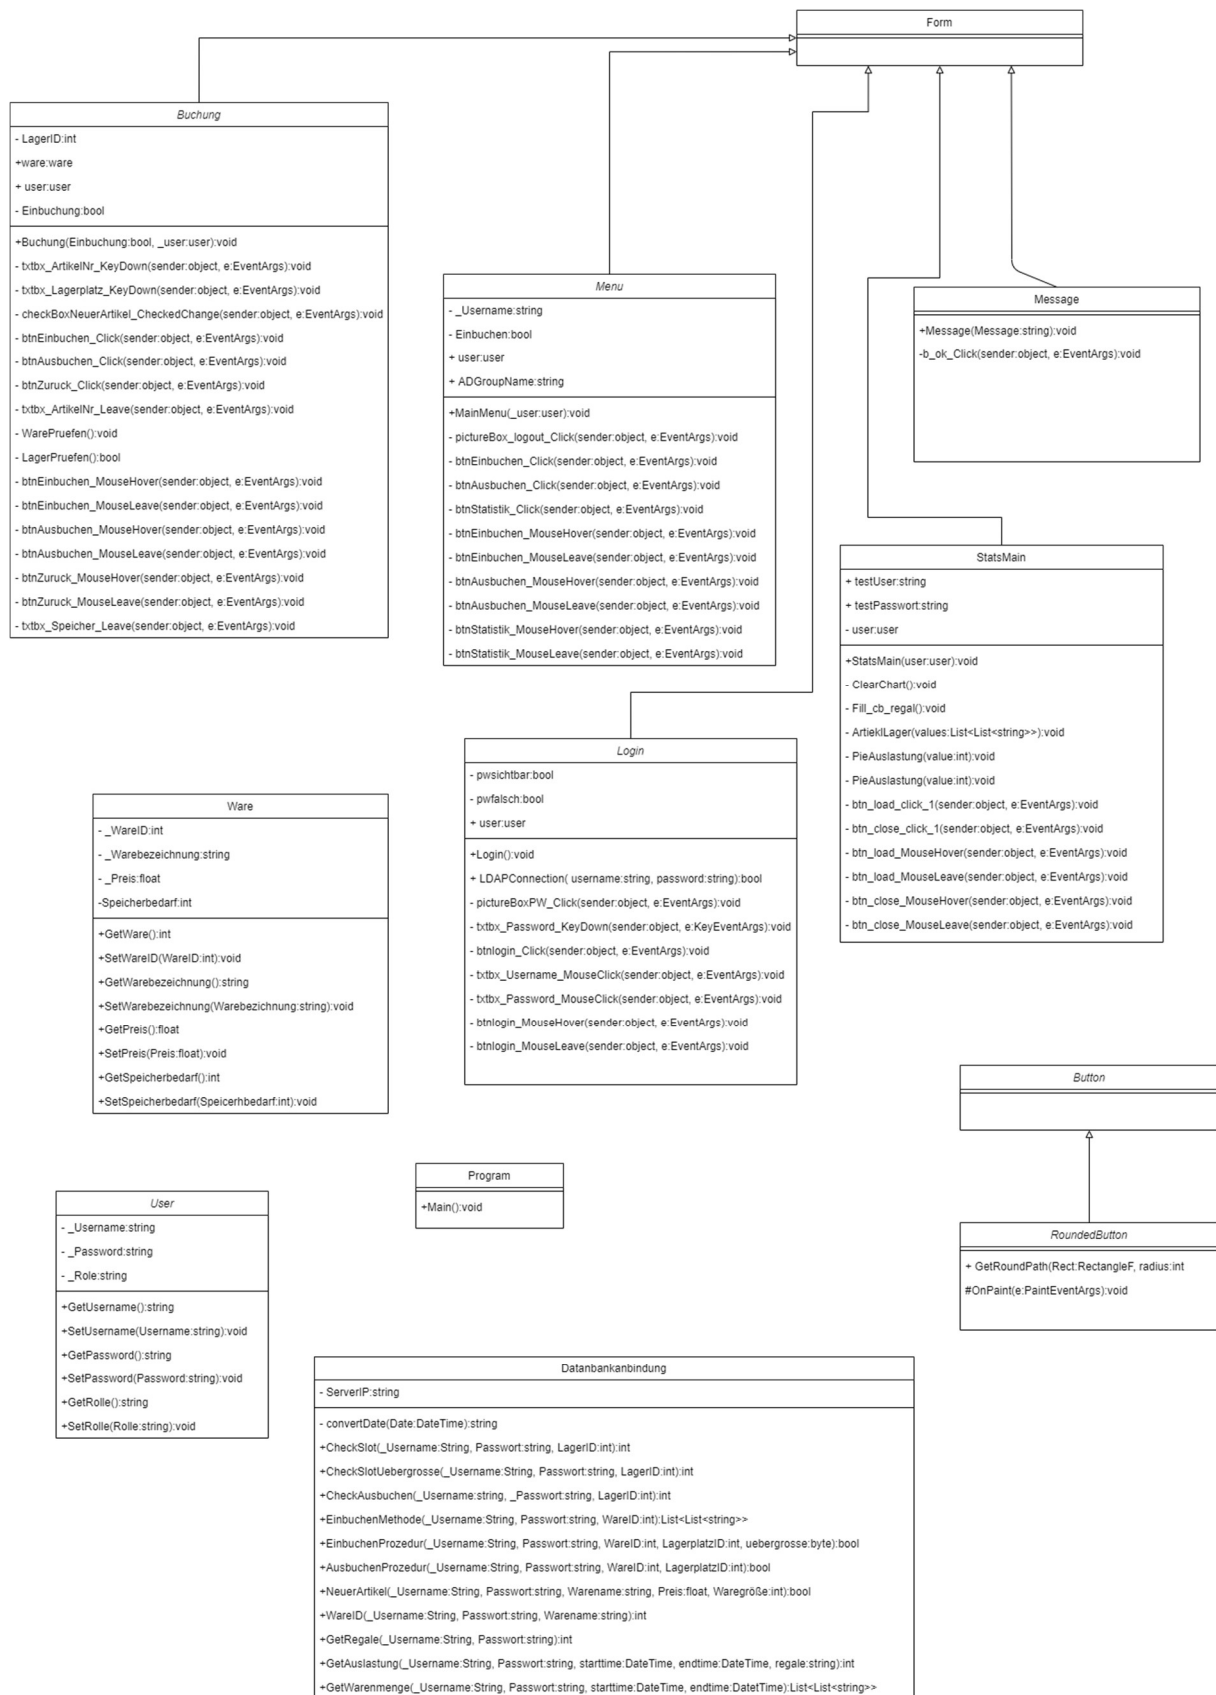 Form
Buchung
- LagerID:int
+ware:ware
+ user:user
- Einbuchung:bool
+Buchung(Einbuchung:bool, _user:user):void
- txtbx_ArtikelNr_KeyDown(sender:object, e:EventArgs):void
- txtbx_Lagerplatz_KeyDown(sender:object, e:EventArgs):void
- checkBoxNeuerArtikel_CheckedChange(sender:object, e:EventArgs):void
- btnEinbuchen_Click(sender:object, e:EventArgs):void
- btnAusbuchen_Click(sender:object, e:EventArgs):void
- btnZuruck_Click(sender:object, e:EventArgs):void
- txtbx_ArtikelNr_Leave(sender:object, e:EventArgs):void
- WarePruefen():void
- LagerPruefen():bool
- btnEinbuchen_MouseHover(sender:object, e:EventArgs):void
- btnEinbuchen_MouseLeave(sender:object, e:EventArgs):void
- btnAusbuchen_MouseHover(sender:object, e:EventArgs):void
- btnAusbuchen_MouseLeave(sender:object, e:EventArgs):void
- btnZuruck_MouseHover(sender:object, e:EventArgs):void
- btnZuruck_MouseLeave(sender:object, e:EventArgs):void
- txtbx_Speicher_Leave(sender:object, e:EventArgs):void
Menu
- _Username:string
- Einbuchen:bool
+ user:user
+ ADGroupName:string
+MainMenu(_user:user):void
- pictureBox_logout_Click(sender:object, e:EventArgs):void
- btnEinbuchen_Click(sender:object, e:EventArgs):void
- btnAusbuchen_Click(sender:object, e:EventArgs):void
- btnStatistik_Click(sender:object, e:EventArgs):void
- btnEinbuchen_MouseHover(sender:object, e:EventArgs):void
- btnEinbuchen_MouseLeave(sender:object, e:EventArgs):void
- btnAusbuchen_MouseHover(sender:object, e:EventArgs):void
- btnAusbuchen_MouseLeave(sender:object, e:EventArgs):void
- btnStatistik_MouseHover(sender:object, e:EventArgs):void
- btnStatistik_MouseLeave(sender:object, e:EventArgs):void
Message
+Message(Message:string):void
-b_ok_Click(sender:object, e:EventArgs):void
StatsMain
+ testUser:string
+ testPasswort:string
- user:user
+StatsMain(user:user):void
- ClearChart():void
- Fill_cb_regal():void
- ArtieklLager(values:List<List<string>>):void
- PieAuslastung(value:int):void
- PieAuslastung(value:int):void
- btn_load_click_1(sender:object, e:EventArgs):void
- btn_close_click_1(sender:object, e:EventArgs):void
- btn_load_MouseHover(sender:object, e:EventArgs):void
- btn_load_MouseLeave(sender:object, e:EventArgs):void
- btn_close_MouseHover(sender:object, e:EventArgs):void
- btn_close_MouseLeave(sender:object, e:EventArgs):void
Login
- pwsichtbar:bool
- pwfalsch:bool
+ user:user
+Login():void
+ LDAPConnection( username:string, password:string):bool
- pictureBoxPW_Click(sender:object, e:EventArgs):void
- txtbx_Password_KeyDown(sender:object, e:KeyEventArgs):void
- btnlogin_Click(sender:object, e:EventArgs):void
- txtbx_Username_MouseClick(sender:object, e:EventArgs):void
- txtbx_Password_MouseClick(sender:object, e:EventArgs):void
- btnlogin_MouseHover(sender:object, e:EventArgs):void
- btnlogin_MouseLeave(sender:object, e:EventArgs):void
Ware
- _WareID:int
- _Warebezeichnung:string
- _Preis:float
-Speicherbedarf:int
+GetWare():int
+SetWareID(WareID:int):void
+GetWarebezeichnung():string
+SetWarebezeichnung(Warebezichnung:string):void
+GetPreis():float
+SetPreis(Preis:float):void
+GetSpeicherbedarf():int
+SetSpeicherbedarf(Speicerhbedarf:int):void
Button
RoundedButton
+ GetRoundPath(Rect:RectangleF, radius:int
#OnPaint(e:PaintEventArgs):void
Program
+Main():void
User
- _Username:string
- _Password:string
- _Role:string
+GetUsername():string
+SetUsername(Username:string):void
+GetPassword():string
+SetPassword(Password:string):void
+GetRolle():string
+SetRolle(Rolle:string):void
Datanbankanbindung
- ServerIP:string
- convertDate(Date:DateTime):string
+CheckSlot(_Username:String, Passwort:string, LagerID:int):int
+CheckSlotUebergrosse(_Username:String, Passwort:string, LagerID:int):int
+CheckAusbuchen(_Username:string, _Passwort:string, LagerID:int):int
+EinbuchenMethode(_Username:String, Passwort:string, WareID:int):List<List<string>>
+EinbuchenProzedur(_Username:String, Passwort:string, WareID:int, LagerplatzID:int, uebergrosse:byte):bool
+AusbuchenProzedur(_Username:String, Passwort:string, WareID:int, LagerplatzID:int):bool
+NeuerArtikel(_Username:String, Passwort:string, Warename:string, Preis:float, Waregröße:int):bool
+WareID(_Username:String, Passwort:string, Warename:string):int
+GetRegale(_Username:String, Passwort:string):int
+GetAuslastung(_Username:String, Passwort:string, starttime:DateTime, endtime:DateTime, regale:string):int
+GetWarenmenge(_Username:String, Passwort:string, starttime:DateTime, endtime:DatetTime):List<List<string>>